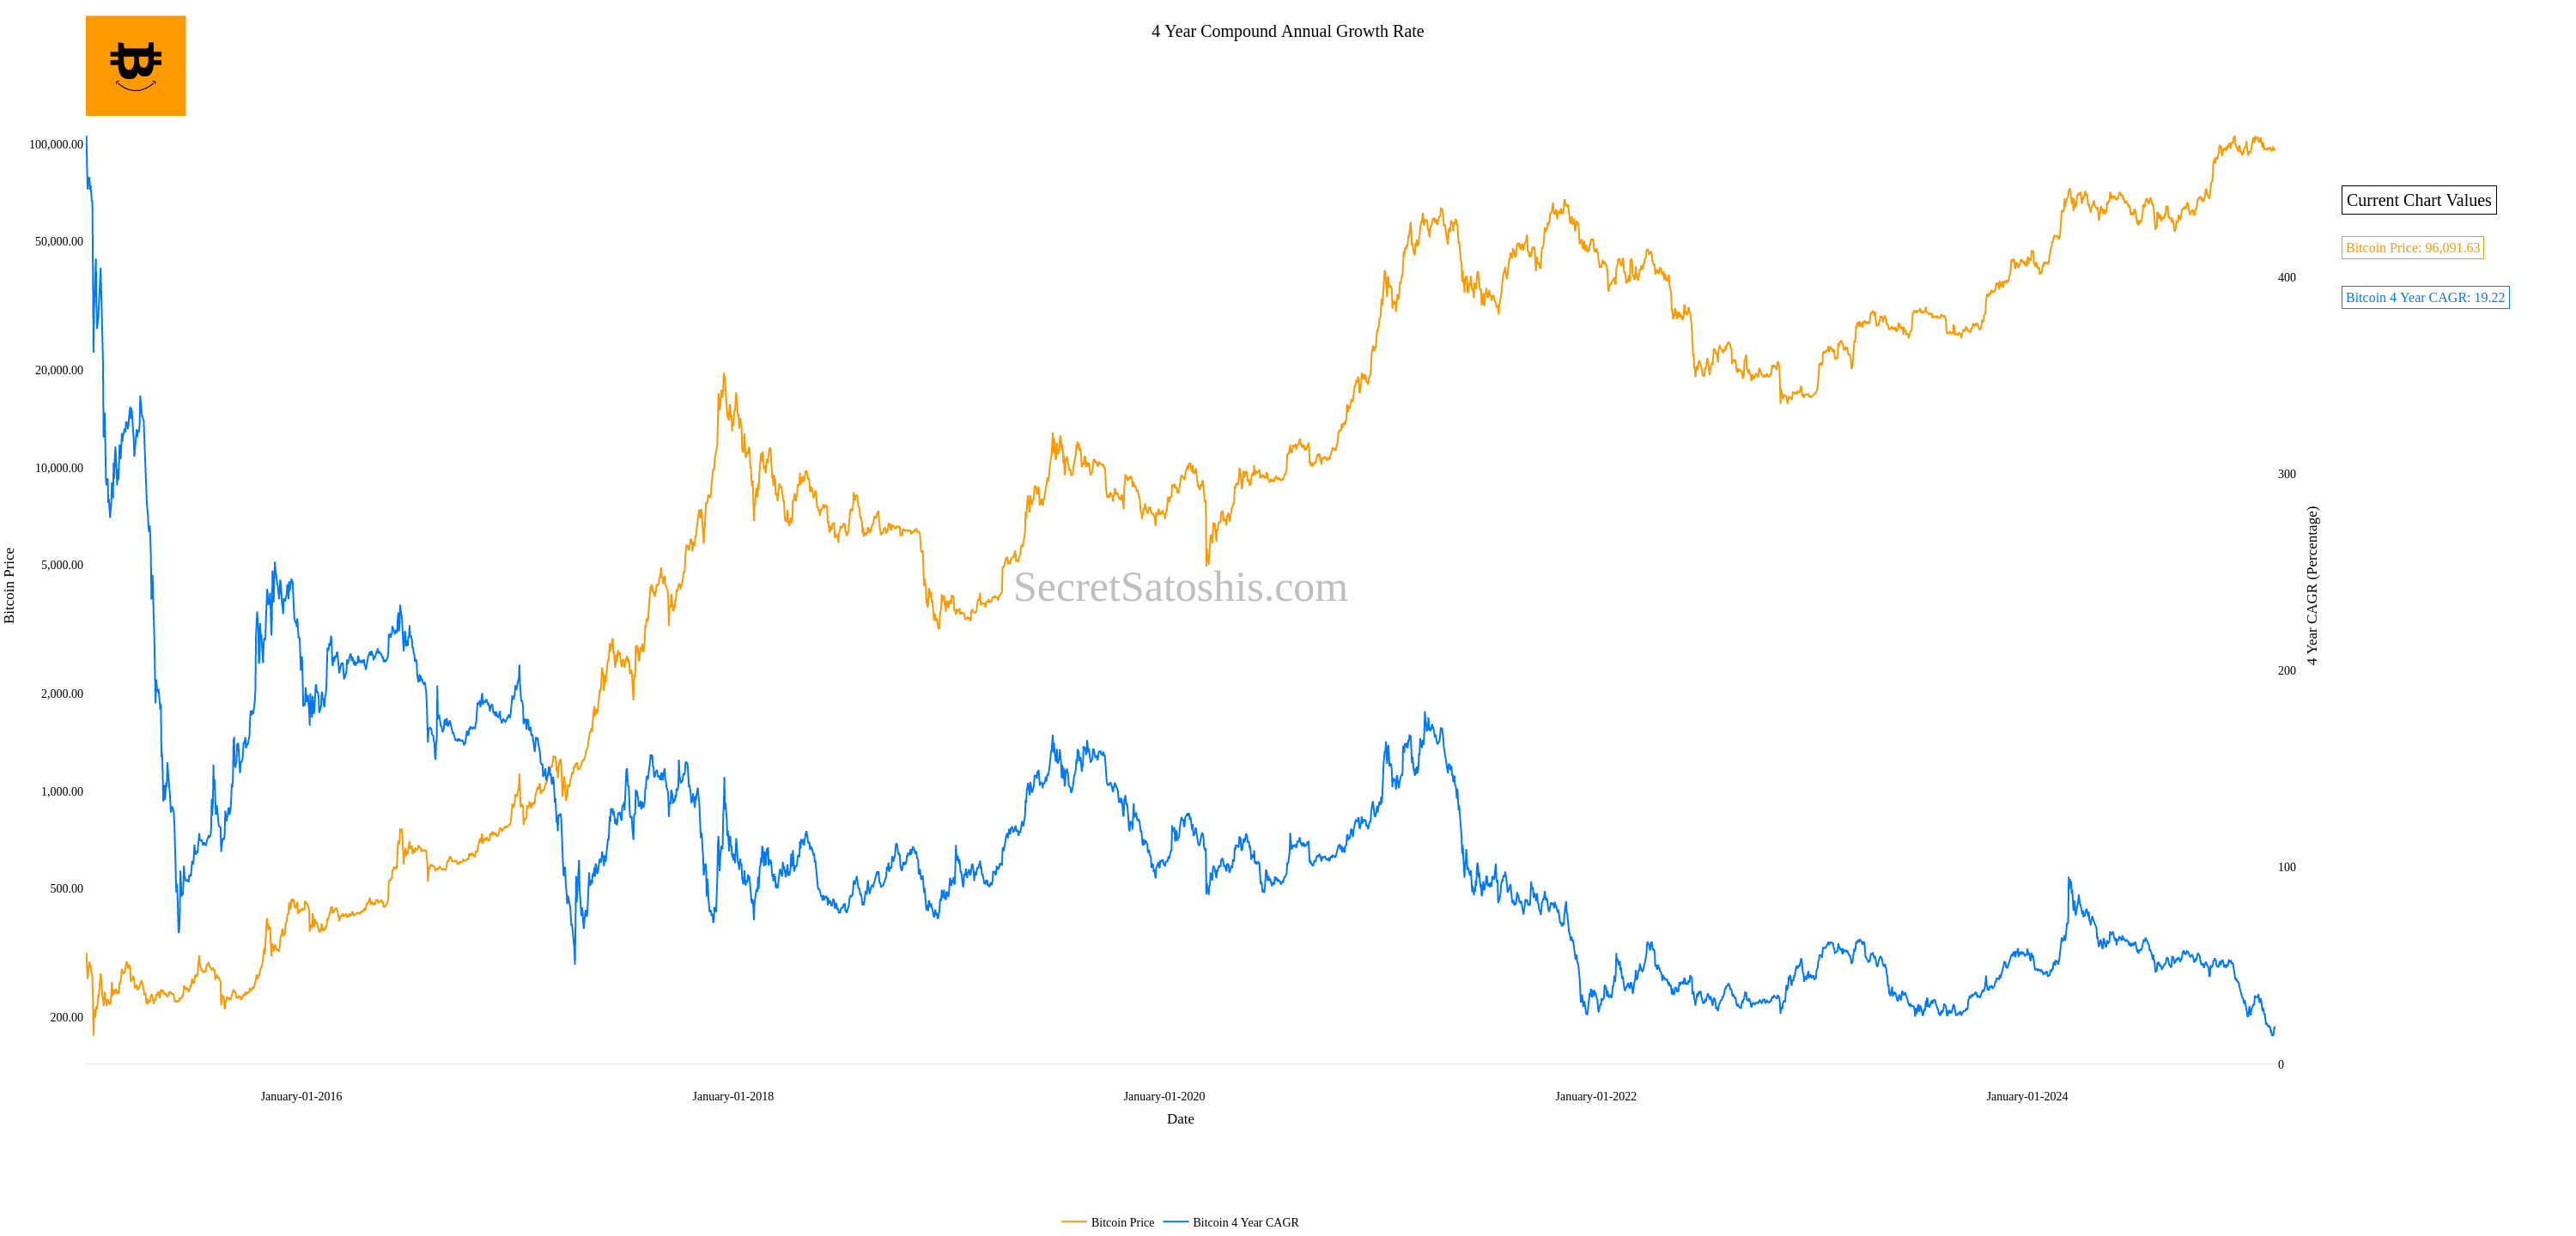 4 Year Compound Annual Growth Rate
100,000.00
50,000.00
20,000.00
10,000.00
5,000.00
2,000.00
1,000.00
500.00
200.00
Bitcoin Price
SecretSatoshis.com
400
300
200
100
0
4 Year CAGR (Percentage)
Current Chart Values
Bitcoin Price: 96,091.63
Bitcoin 4 Year CAGR: 19.22
January-01-2016
January-01-2018
January-01-2020
January-01-2022
January-01-2024
Date
Bitcoin Price
Bitcoin 4 Year CAGR